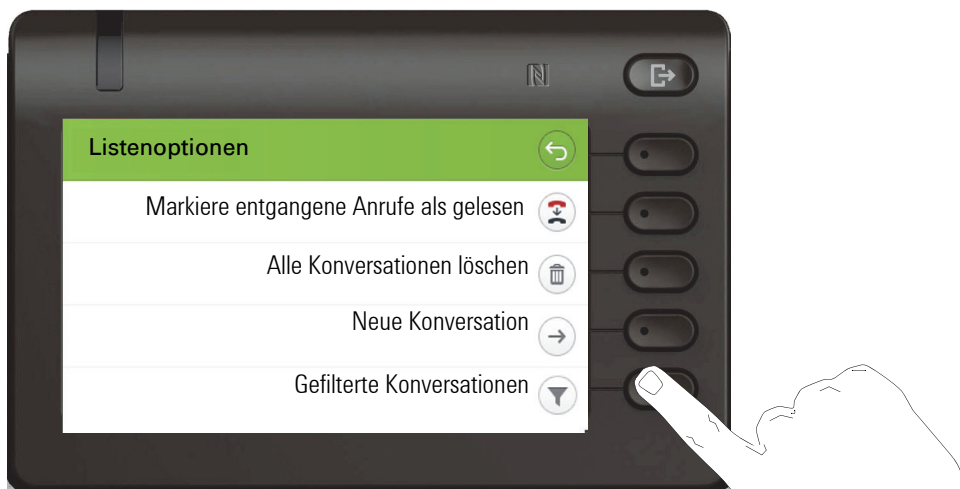 Listenoptionen
Markiere entgangene Anrufe als gelesen
Alle Konversationen löschen
Neue Konversation
Gefilterte Konversationen